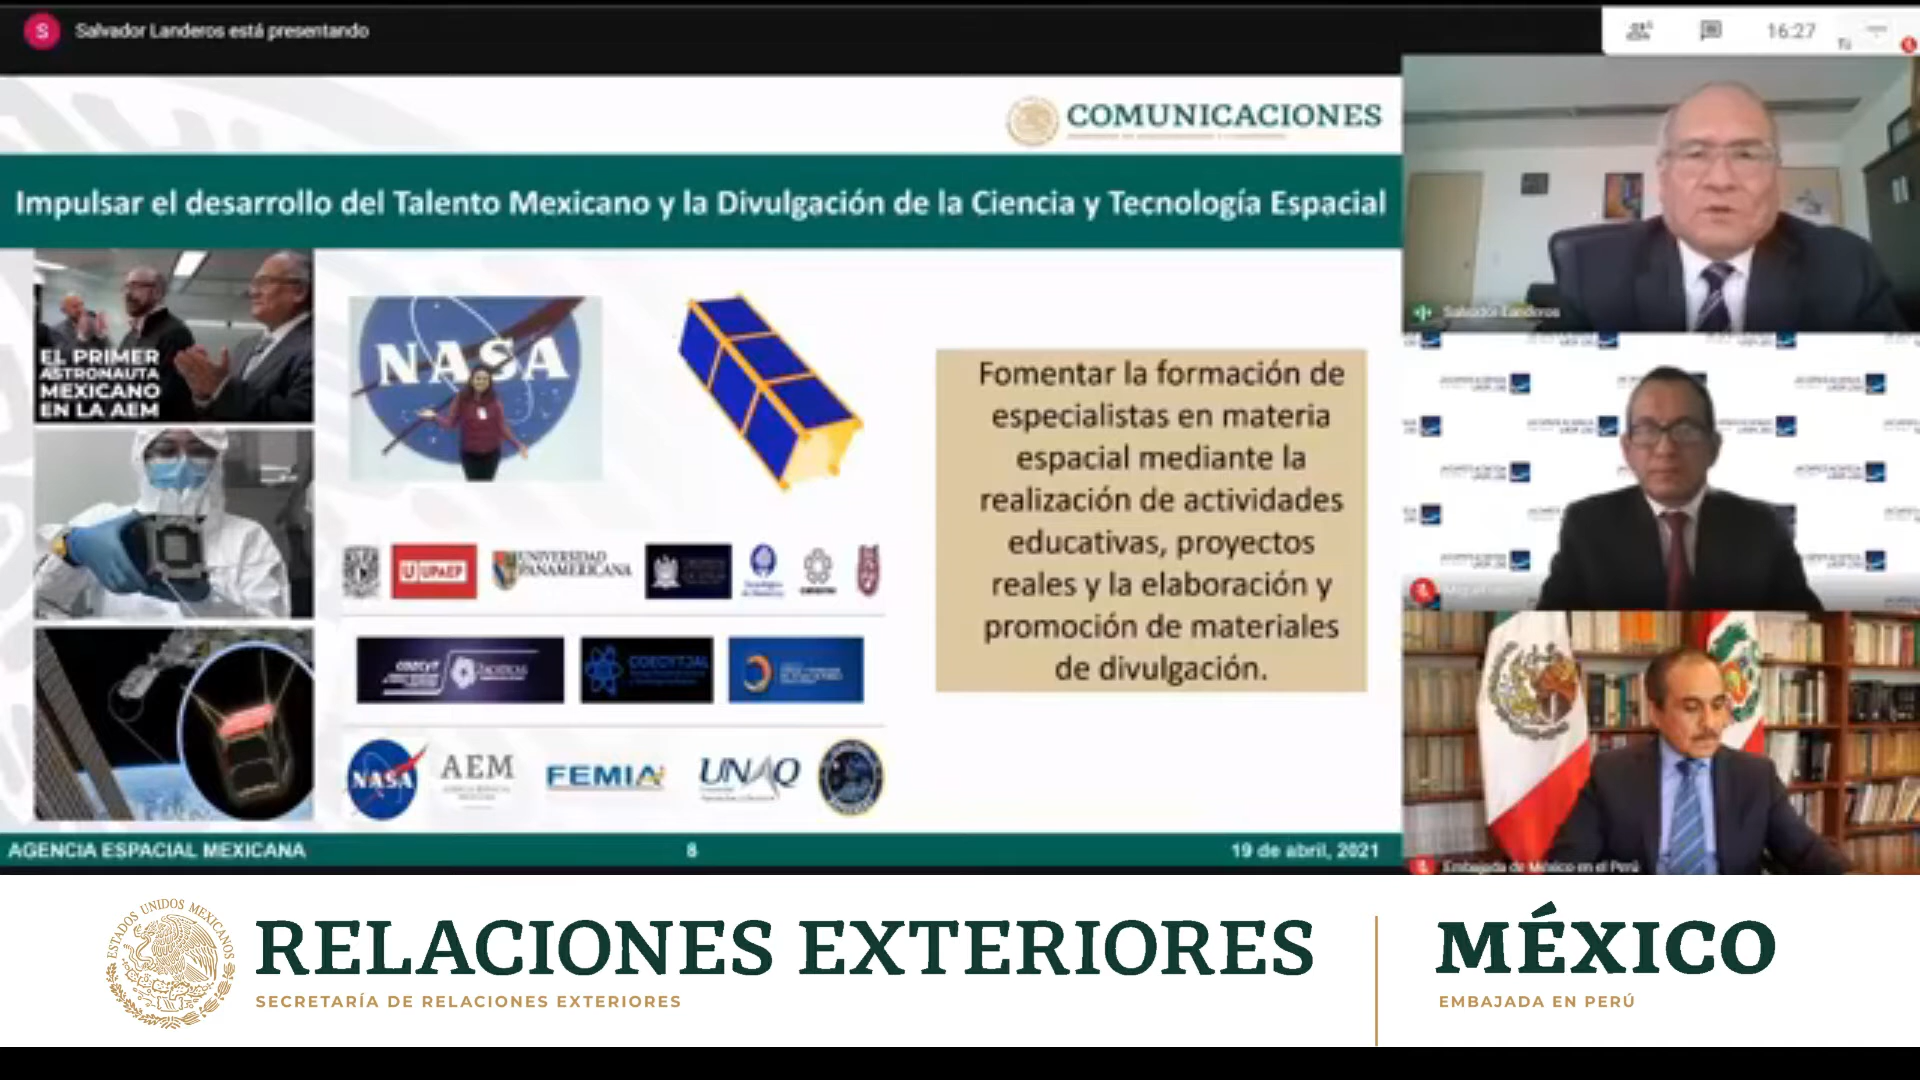 S
Salvador Landeros está presentando
16:27
COMUNICACIONES
Impulsar el desarrollo del Talento Mexicano y la Divulgación de la Ciencia y Tecnología Espacial
EL PRIMER
ASTRONAUTA
MEXICANO
EN LA AEM
NASA
Fomentar la formación de
especialistas en materia
espacial mediante la
realización de actividades
educativas, proyectos
reales y la elaboración y
promoción de materiales
de divulgación.
UPAEP
UNIVERSIDAD
PANAMERICANA
COECYTJAL
NASA
AEM
FEMIA
UNAQ
AGENCIA ESPACIAL MEXICANA
8
19 de abril, 2021
Salvador Landeros
Embajada de México en el Perú
ESTADOS UNIDOS MEXICANOS
RELACIONES EXTERIORES
SECRETARÍA DE RELACIONES EXTERIORES
MÉXICO
EMBAJADA EN PERÚ